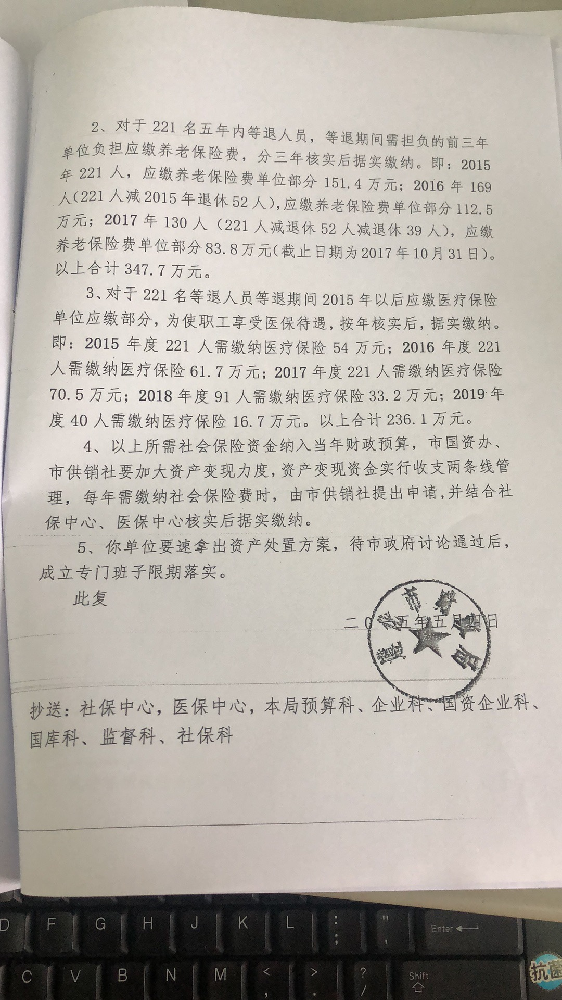 2、对于 221 名五年内等退人员，等退期间需担负的前三年
单位负担应缴养老保险费，分三年核实后据实缴纳。即：2015
年 221 人，应缴养老保险费单位部分 151.4 万元；2016 年 169
人(221 人减 2015 年退休 52 人),应缴养老保险费单位部分 112.5
万元；2017 年 130 人（221 人减退休 52 人减退休 39 人），应缴
养老保险费单位部分 83.8 万元(截止日期为 2017 年 10 月 31 日)。
以上合计 347.7 万元。
3、对于 221 名等退人员等退期间 2015 年以后应缴医疗保险
单位应缴部分，为使职工享受医保待遇，按年核实后，据实缴纳。
即：2015 年度 221 人需缴纳医疗保险 54 万元；2016 年度 221
人需缴纳医疗保险 61.7 万元；2017 年度 221 人需缴纳医疗保险
70.5 万元；2018 年度 91 人需缴纳医疗保险 33.2 万元；2019 年
度 40 人需缴纳医疗保险 16.7 万元。以上合计 236.1 万元。
4、以上所需社会保险资金纳入当年财政预算，市国资办、
市供销社要加大资产变现力度，资产变现资金实行收支两条线管
理，每年需缴纳社会保险费时，由市供销社提出申请,并结合社
保中心、医保中心核实后据实缴纳。
5、你单位要速拿出资产处置方案，待市政府讨论通过后，
成立专门班子限期落实。
此复
二0 五年五月四日
遵化市财政局
抄送：社保中心，医保中心，本局预算科、企业科、国资企业科、
国库科、监督科、社保科
D F G H J K L : ; " ' Enter
C V B N M < , > . ? / Shift
抗菌